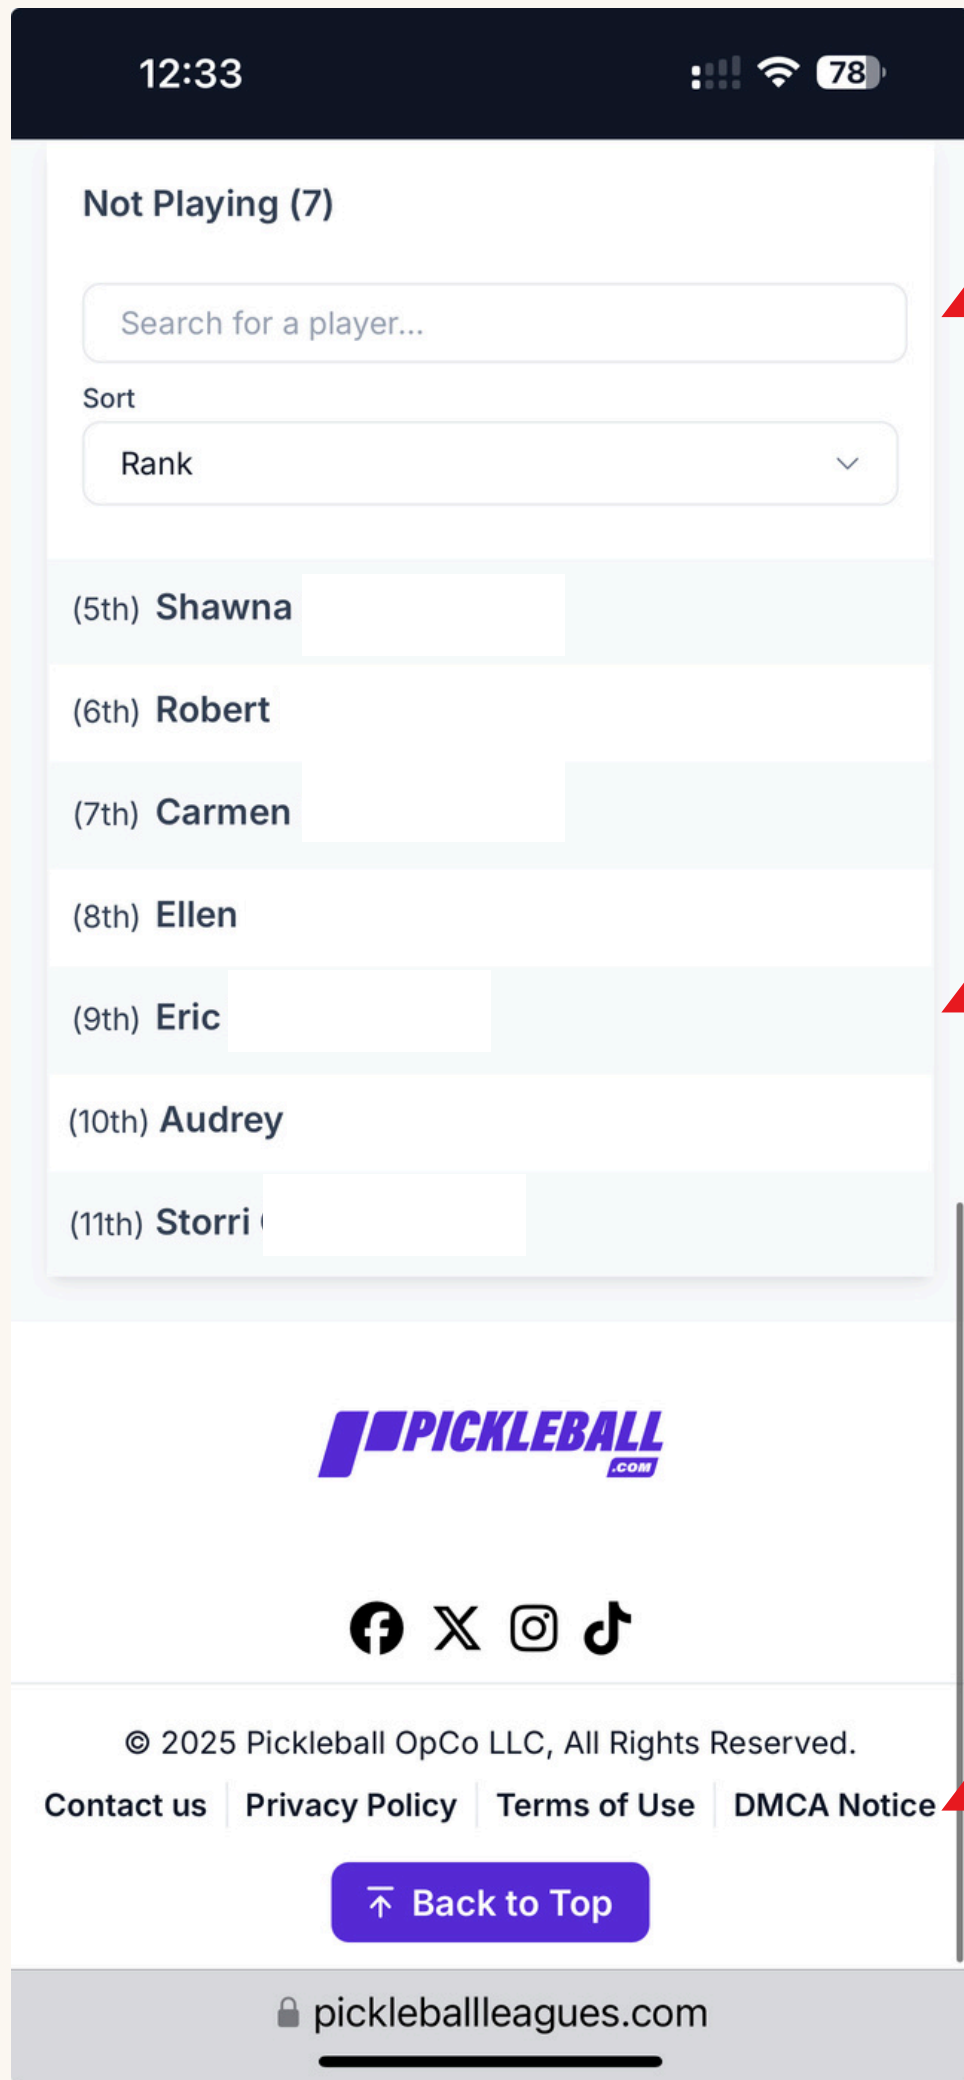 12:33
78
Not Playing (7)
Search for a player...
Sort
Rank
(5th) Shawna
(6th) Robert
(7th) Carmen
(8th) Ellen
(9th) Eric
(10th) Audrey
(11th) Storri
PICKLEBALL
.COM
© 2025 Pickleball OpCo LLC, All Rights Reserved.
Contact us Privacy Policy Terms of Use DMCA Notice
Back to Top
pickleballleagues.com